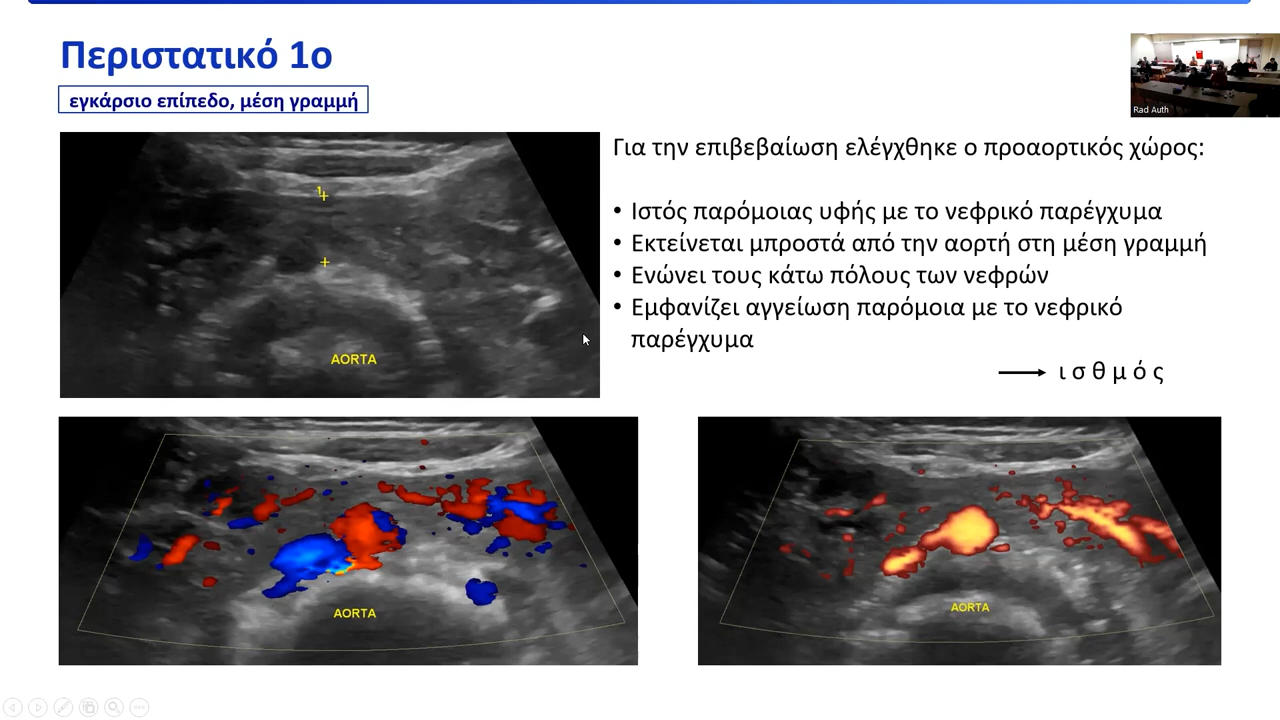 Περιστατικό 1ο
εγκάρσιο επίπεδο, μέση γραμμή
Rad Auth
Για την επιβεβαίωση ελέγχθηκε ο προαορτικός χώρος:
• Ιστός παρόμοιας υφής με το νεφρικό παρέγχυμα
• Εκτείνεται μπροστά από την αορτή στη μέση γραμμή
• Ενώνει τους κάτω πόλους των νεφρών
• Εμφανίζει αγγείωση παρόμοια με το νεφρικό
παρέγχυμα
ι σ θ μ ό ς
1
AORTA
AORTA
AORTA